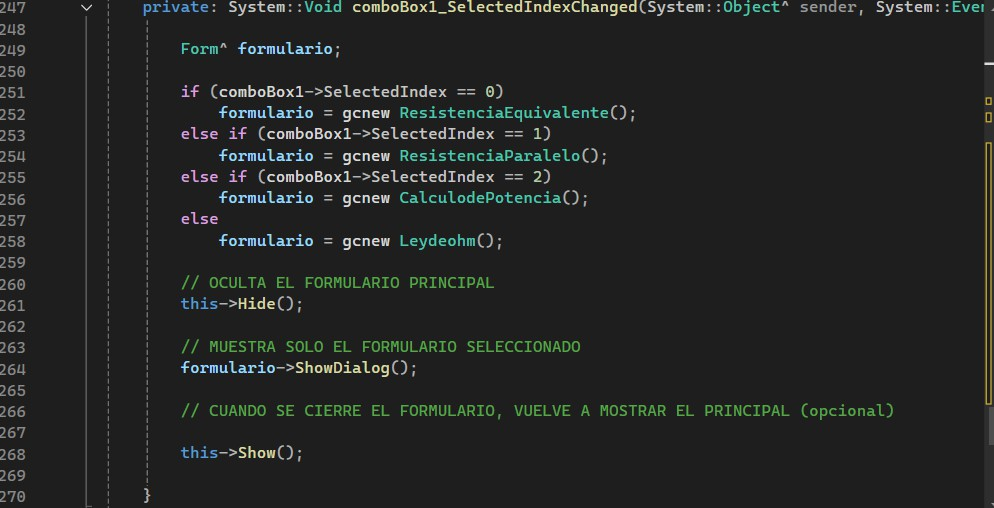 247 private: System::Void comboBox1_SelectedIndexChanged(System::Object^ sender, System::Even
248
249 Form^ formulario;
250
251 if (comboBox1->SelectedIndex == 0)
252 formulario = gcnew ResistenciaEquivalente();
253 else if (comboBox1->SelectedIndex == 1)
254 formulario = gcnew ResistenciaParalelo();
255 else if (comboBox1->SelectedIndex == 2)
256 formulario = gcnew CalculodePotencia();
257 else
258 formulario = gcnew Leydeohm();
259
260 // OCULTA EL FORMULARIO PRINCIPAL
261 this->Hide();
262
263 // MUESTRA SOLO EL FORMULARIO SELECCIONADO
264 formulario->ShowDialog();
265
266 // CUANDO SE CIERRE EL FORMULARIO, VUELVE A MOSTRAR EL PRINCIPAL (opcional)
267
268 this->Show();
269
270 }